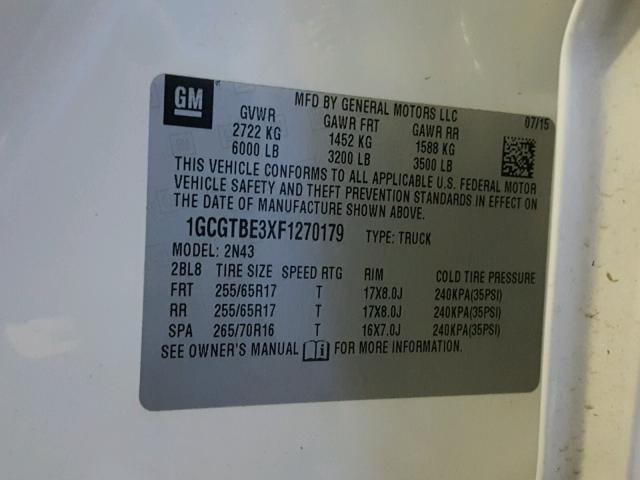 GM
MFD BY GENERAL MOTORS LLC
07/15
GVWR GAWR FRT GAWR RR
2722 KG 1452 KG 1588 KG
6000 LB 3200 LB 3500 LB
THIS VEHICLE CONFORMS TO ALL APPLICABLE U.S. FEDERAL MOTOR
VEHICLE SAFETY AND THEFT PREVENTION STANDARDS IN EFFECT ON
THE DATE OF MANUFACTURE SHOWN ABOVE.
1GCGTBE3XF1270179 TYPE: TRUCK
MODEL: 2N43
2BL8 TIRE SIZE SPEED RTG RIM COLD TIRE PRESSURE
FRT 255/65R17 T 17X8.0J 240KPA(35PSI)
RR 255/65R17 T 17X8.0J 240KPA(35PSI)
SPA 265/70R16 T 16X7.0J 240KPA(35PSI)
SEE OWNER'S MANUAL FOR MORE INFORMATION.